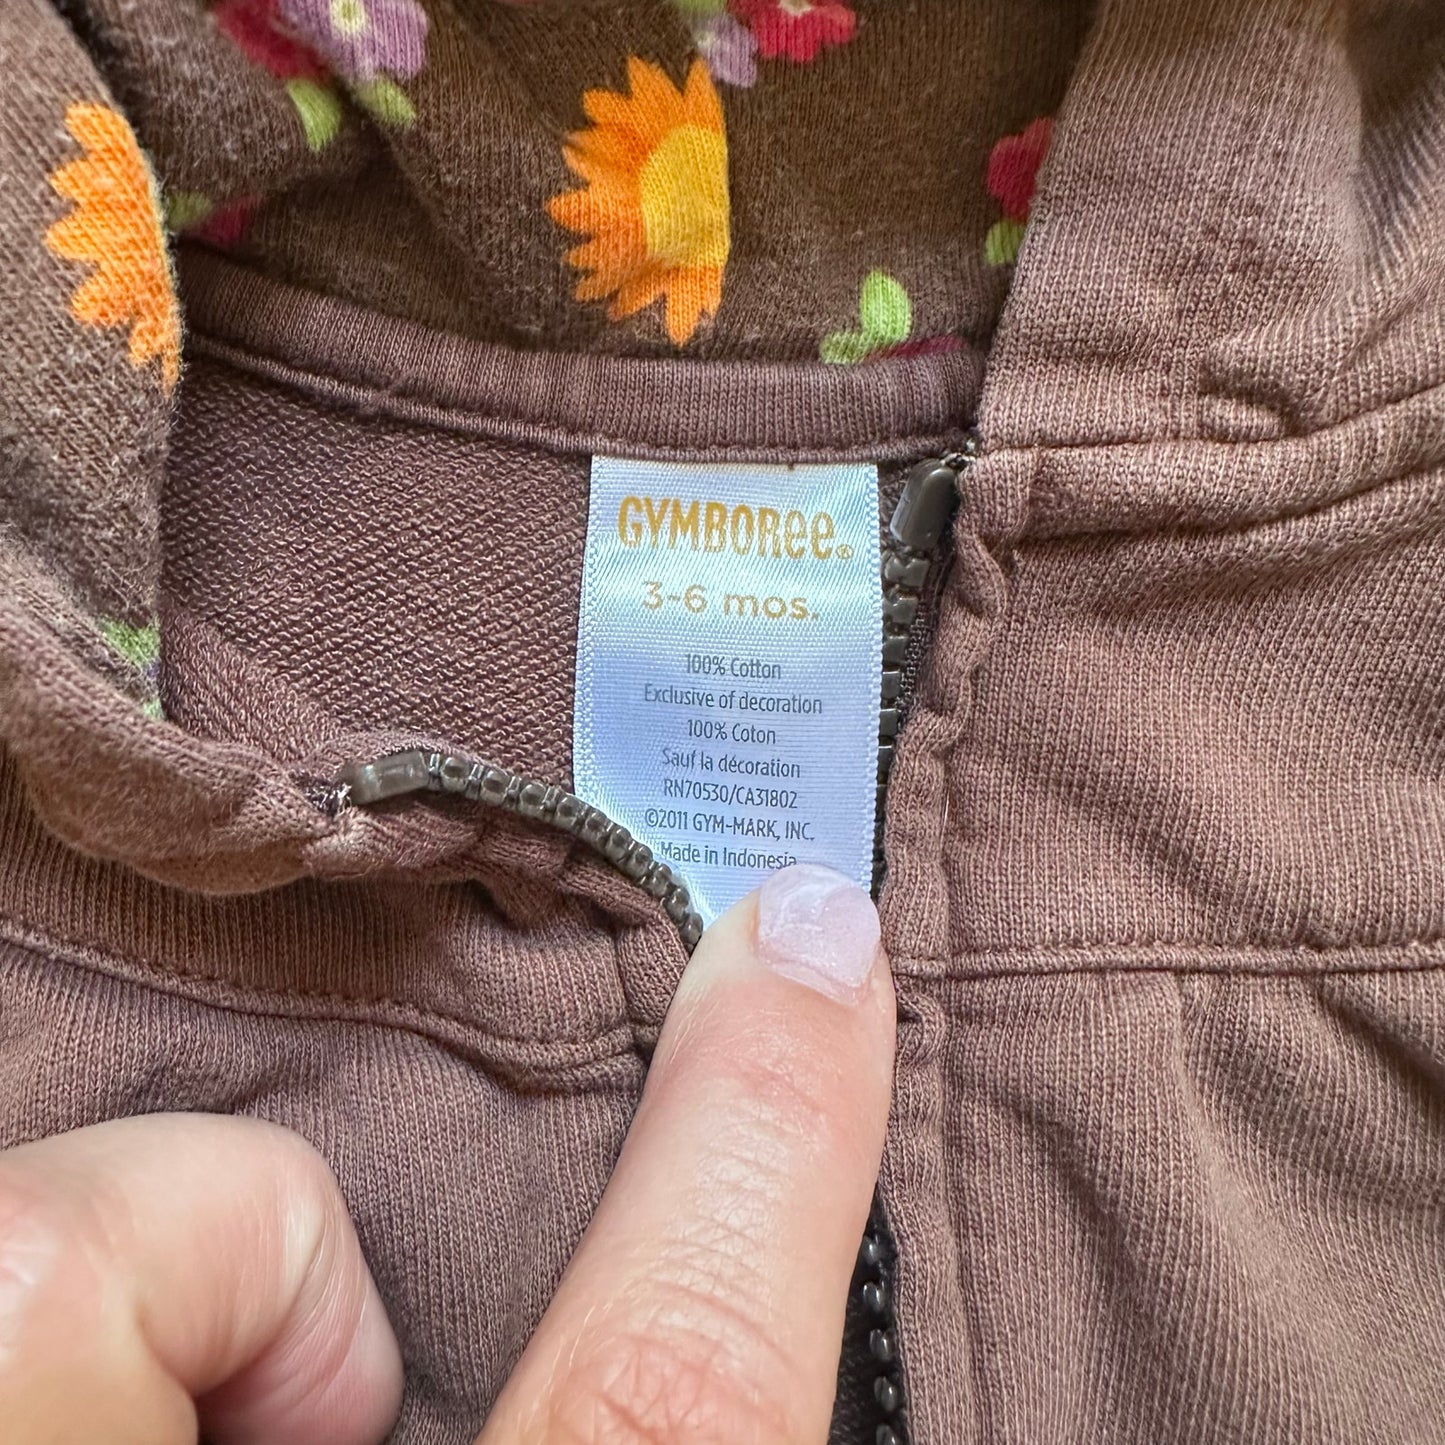 GYMBORee®
3-6 mos.
100% Cotton
Exclusive of decoration
100% Coton
Sauf la décoration
RN70530/CA31802
©2011 GYM-MARK, INC.
Made in Indonesia